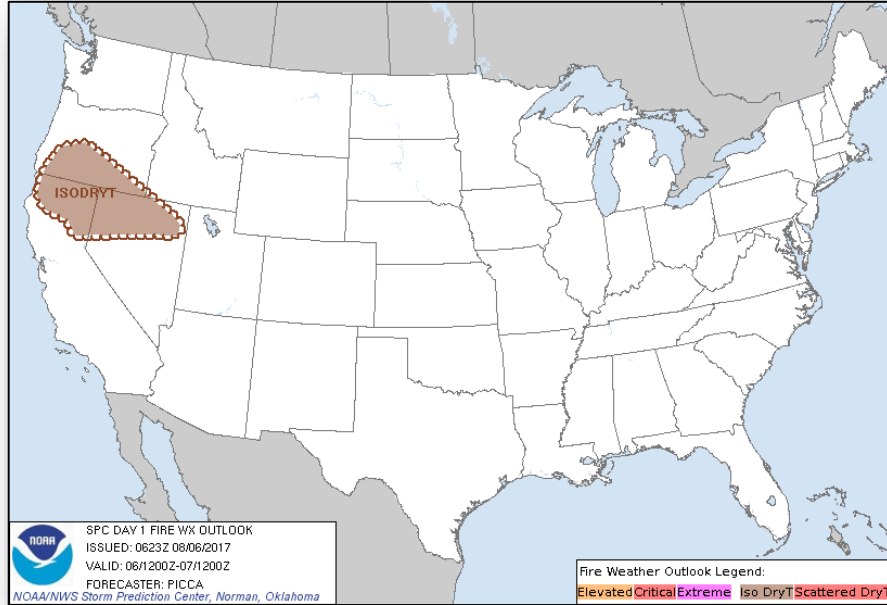 ISODRYT
NOAA
SPC DAY 1 FIRE WX OUTLOOK
ISSUED: 0623Z 08/06/2017
VALID: 06/1200Z-07/1200Z
FORECASTER: PICCA
NOAA/NWS Storm Prediction Center, Norman, Oklahoma
Fire Weather Outlook Legend:
Elevated Critical Extreme Iso DryT Scattered DryT